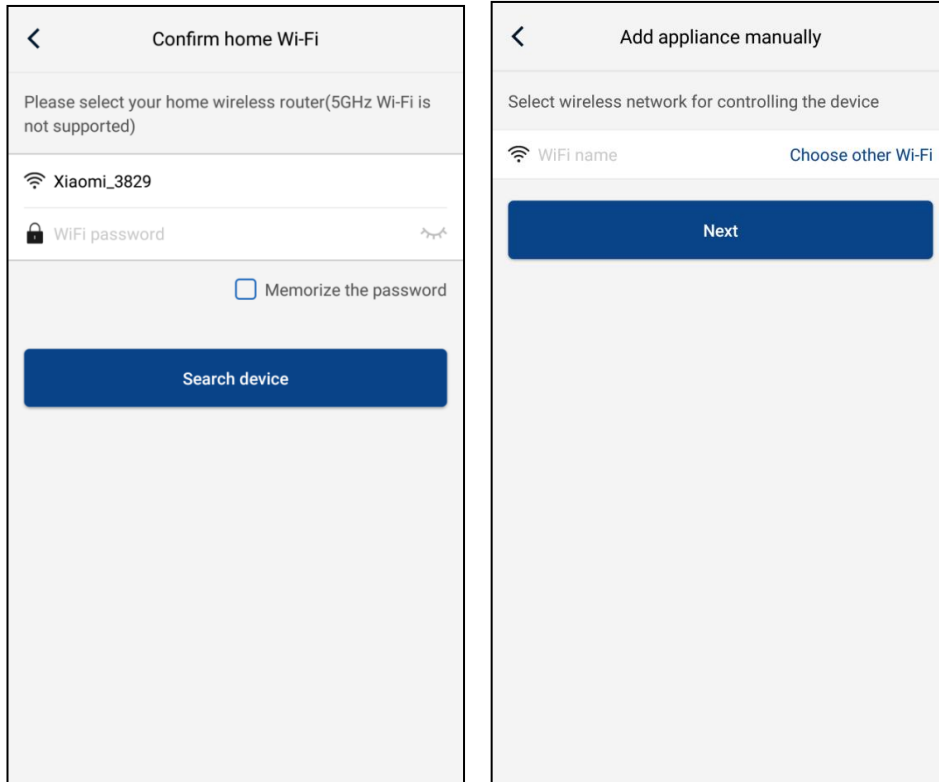 Confirm home Wi-Fi
Please select your home wireless router(5GHz Wi-Fi is
not supported)
Xiaomi_3829
WiFi password
Memorize the password
Search device
Add appliance manually
Select wireless network for controlling the device
WiFi name
Choose other Wi-Fi
Next